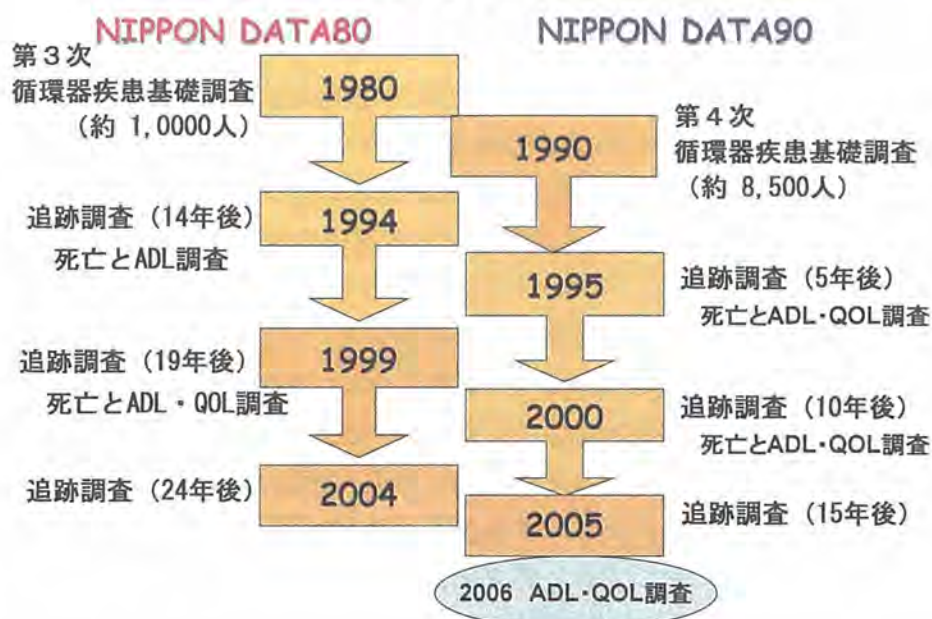 NIPPON DATA80
第3次
循環器疾患基礎調査
(約 1,0000人)
1980
追跡調査 (14年後)
死亡とADL調査
1994
追跡調査 (19年後)
死亡とADL・QOL調査
1999
追跡調査 (24年後)
2004
NIPPON DATA90
1990
第4次
循環器疾患基礎調査
(約 8,500人)
1995
追跡調査 (5年後)
死亡とADL・QOL調査
2000
追跡調査 (10年後)
死亡とADL・QOL調査
2005
追跡調査 (15年後)
2006 ADL・QOL調査